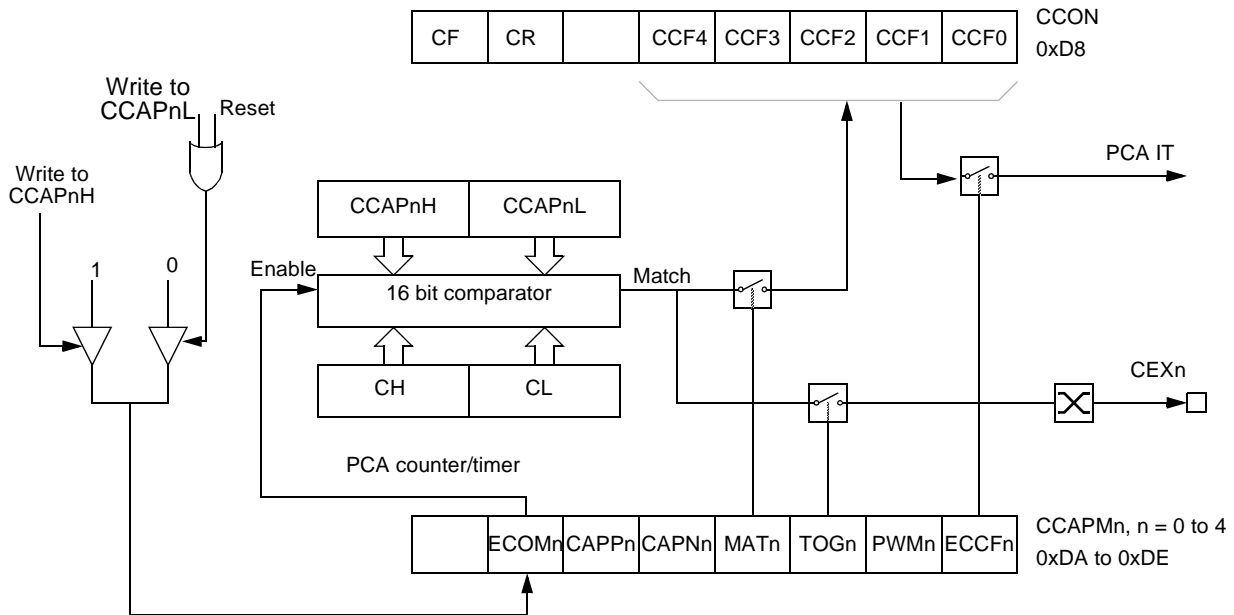 CF CR CCF4 CCF3 CCF2 CCF1 CCF0
CCON
0xD8
Write to
CCAPnL
Reset
Write to
CCAPnH
PCA IT
CCAPnH CCAPnL
1 0
Enable
16 bit comparator
Match
CH CL
CEXn
PCA counter/timer
ECOMn CAPPn CAPNn MATn TOGn PWMn ECCFn
CCAPMn, n = 0 to 4
0xDA to 0xDE